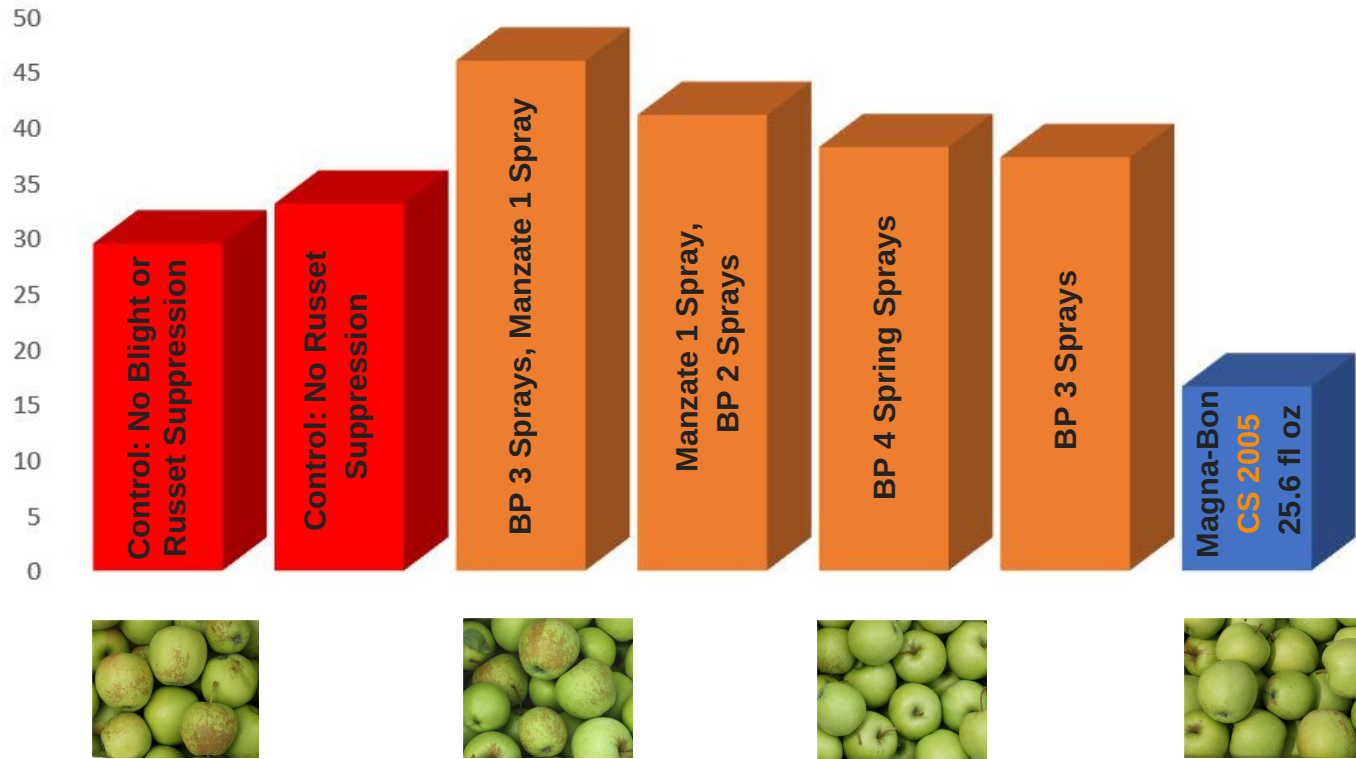 50
45
40
35
30
25
20
15
10
5
0
Control: No Blight or
Russet Suppression
Control: No Russet
Suppression
BP 3 Sprays, Manzate 1 Spray
Manzate 1 Spray,
BP 2 Sprays
BP 4 Spring Sprays
BP 3 Sprays
Magna-Bon
CS 2005
25.6 fl oz